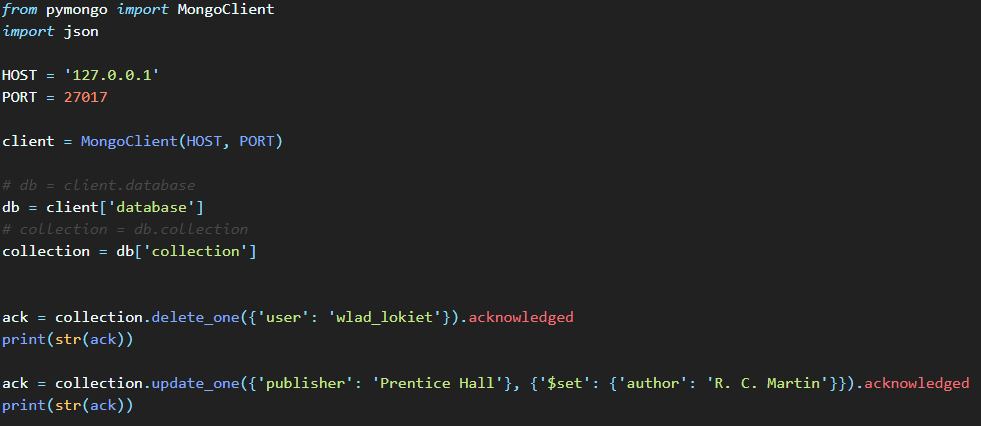 from pymongo import MongoClient
import json
HOST = '127.0.0.1'
PORT = 27017
client = MongoClient(HOST, PORT)
# db = client.database
db = client['database']
# collection = db.collection
collection = db['collection']
ack = collection.delete_one({'user': 'wlad_lokiet'}).acknowledged
print(str(ack))
ack = collection.update_one({'publisher': 'Prentice Hall'}, {'$set': {'author': 'R. C. Martin'}}).acknowledged
print(str(ack))